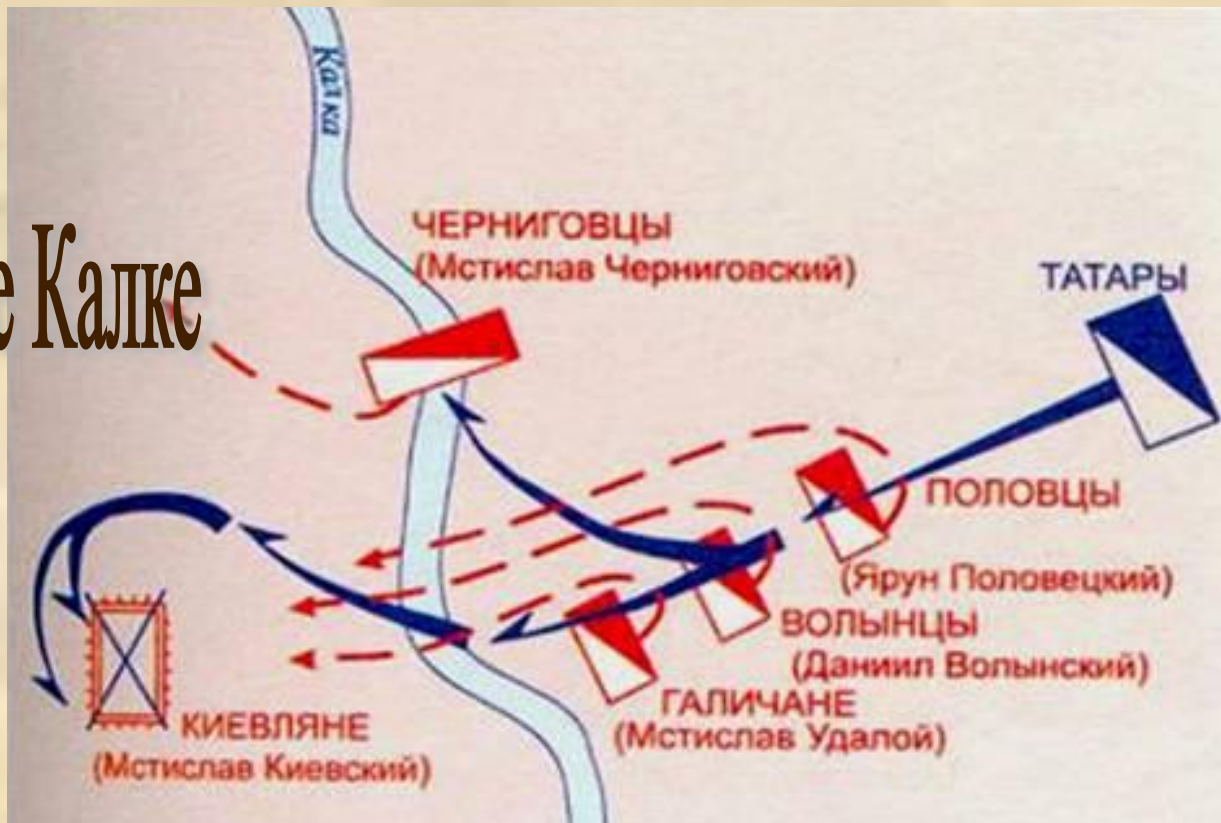 Калка
ЧЕРНИГОВЦЫ
(Мстислав Черниговский)
е Калке
ТАТАРЫ
ПОЛОВЦЫ
(Ярун Половецкий)
ВОЛЫНЦЫ
(Даниил Волынский)
ГАЛИЧАНЕ
(Мстислав Удалой)
КИЕВЛЯНЕ
(Мстислав Киевский)